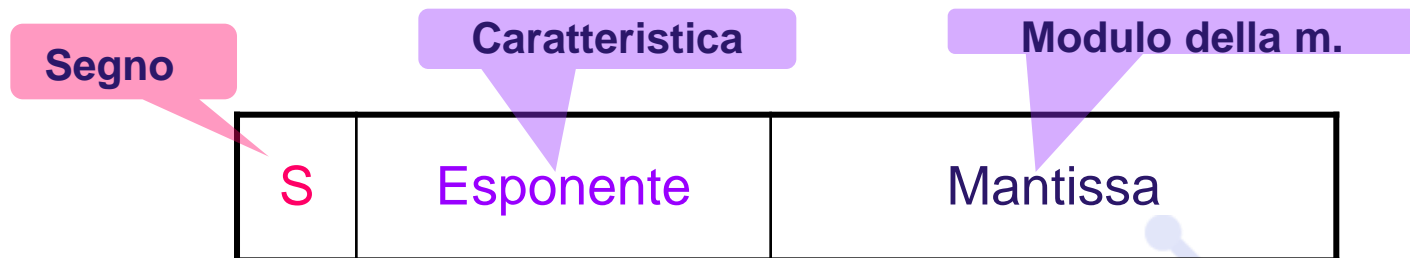 Segno
Caratteristica
Modulo della m.
S
Esponente
Mantissa